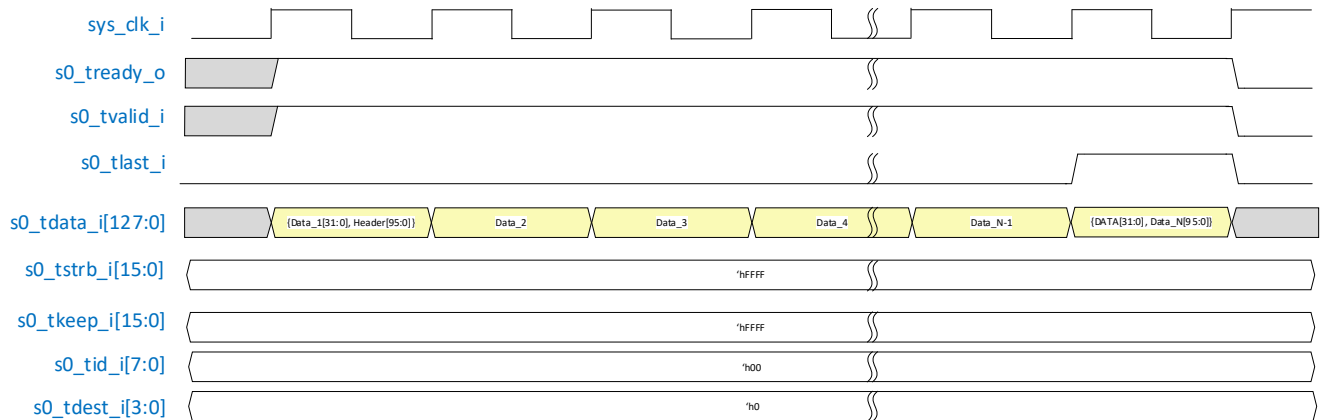 sys_clk_i
s0_tready_o
s0_tvalid_i
s0_tlast_i
s0_tdata_i[127:0] {Data_1[31:0], Header[95:0]} Data_2 Data_3 Data_4 Data_N-1 {DATA[31:0], Data_N[95:0]}
s0_tstrb_i[15:0] ‘hFFFF
s0_tkeep_i[15:0] ‘hFFFF
s0_tid_i[7:0] ‘h00
s0_tdest_i[3:0] ‘h0